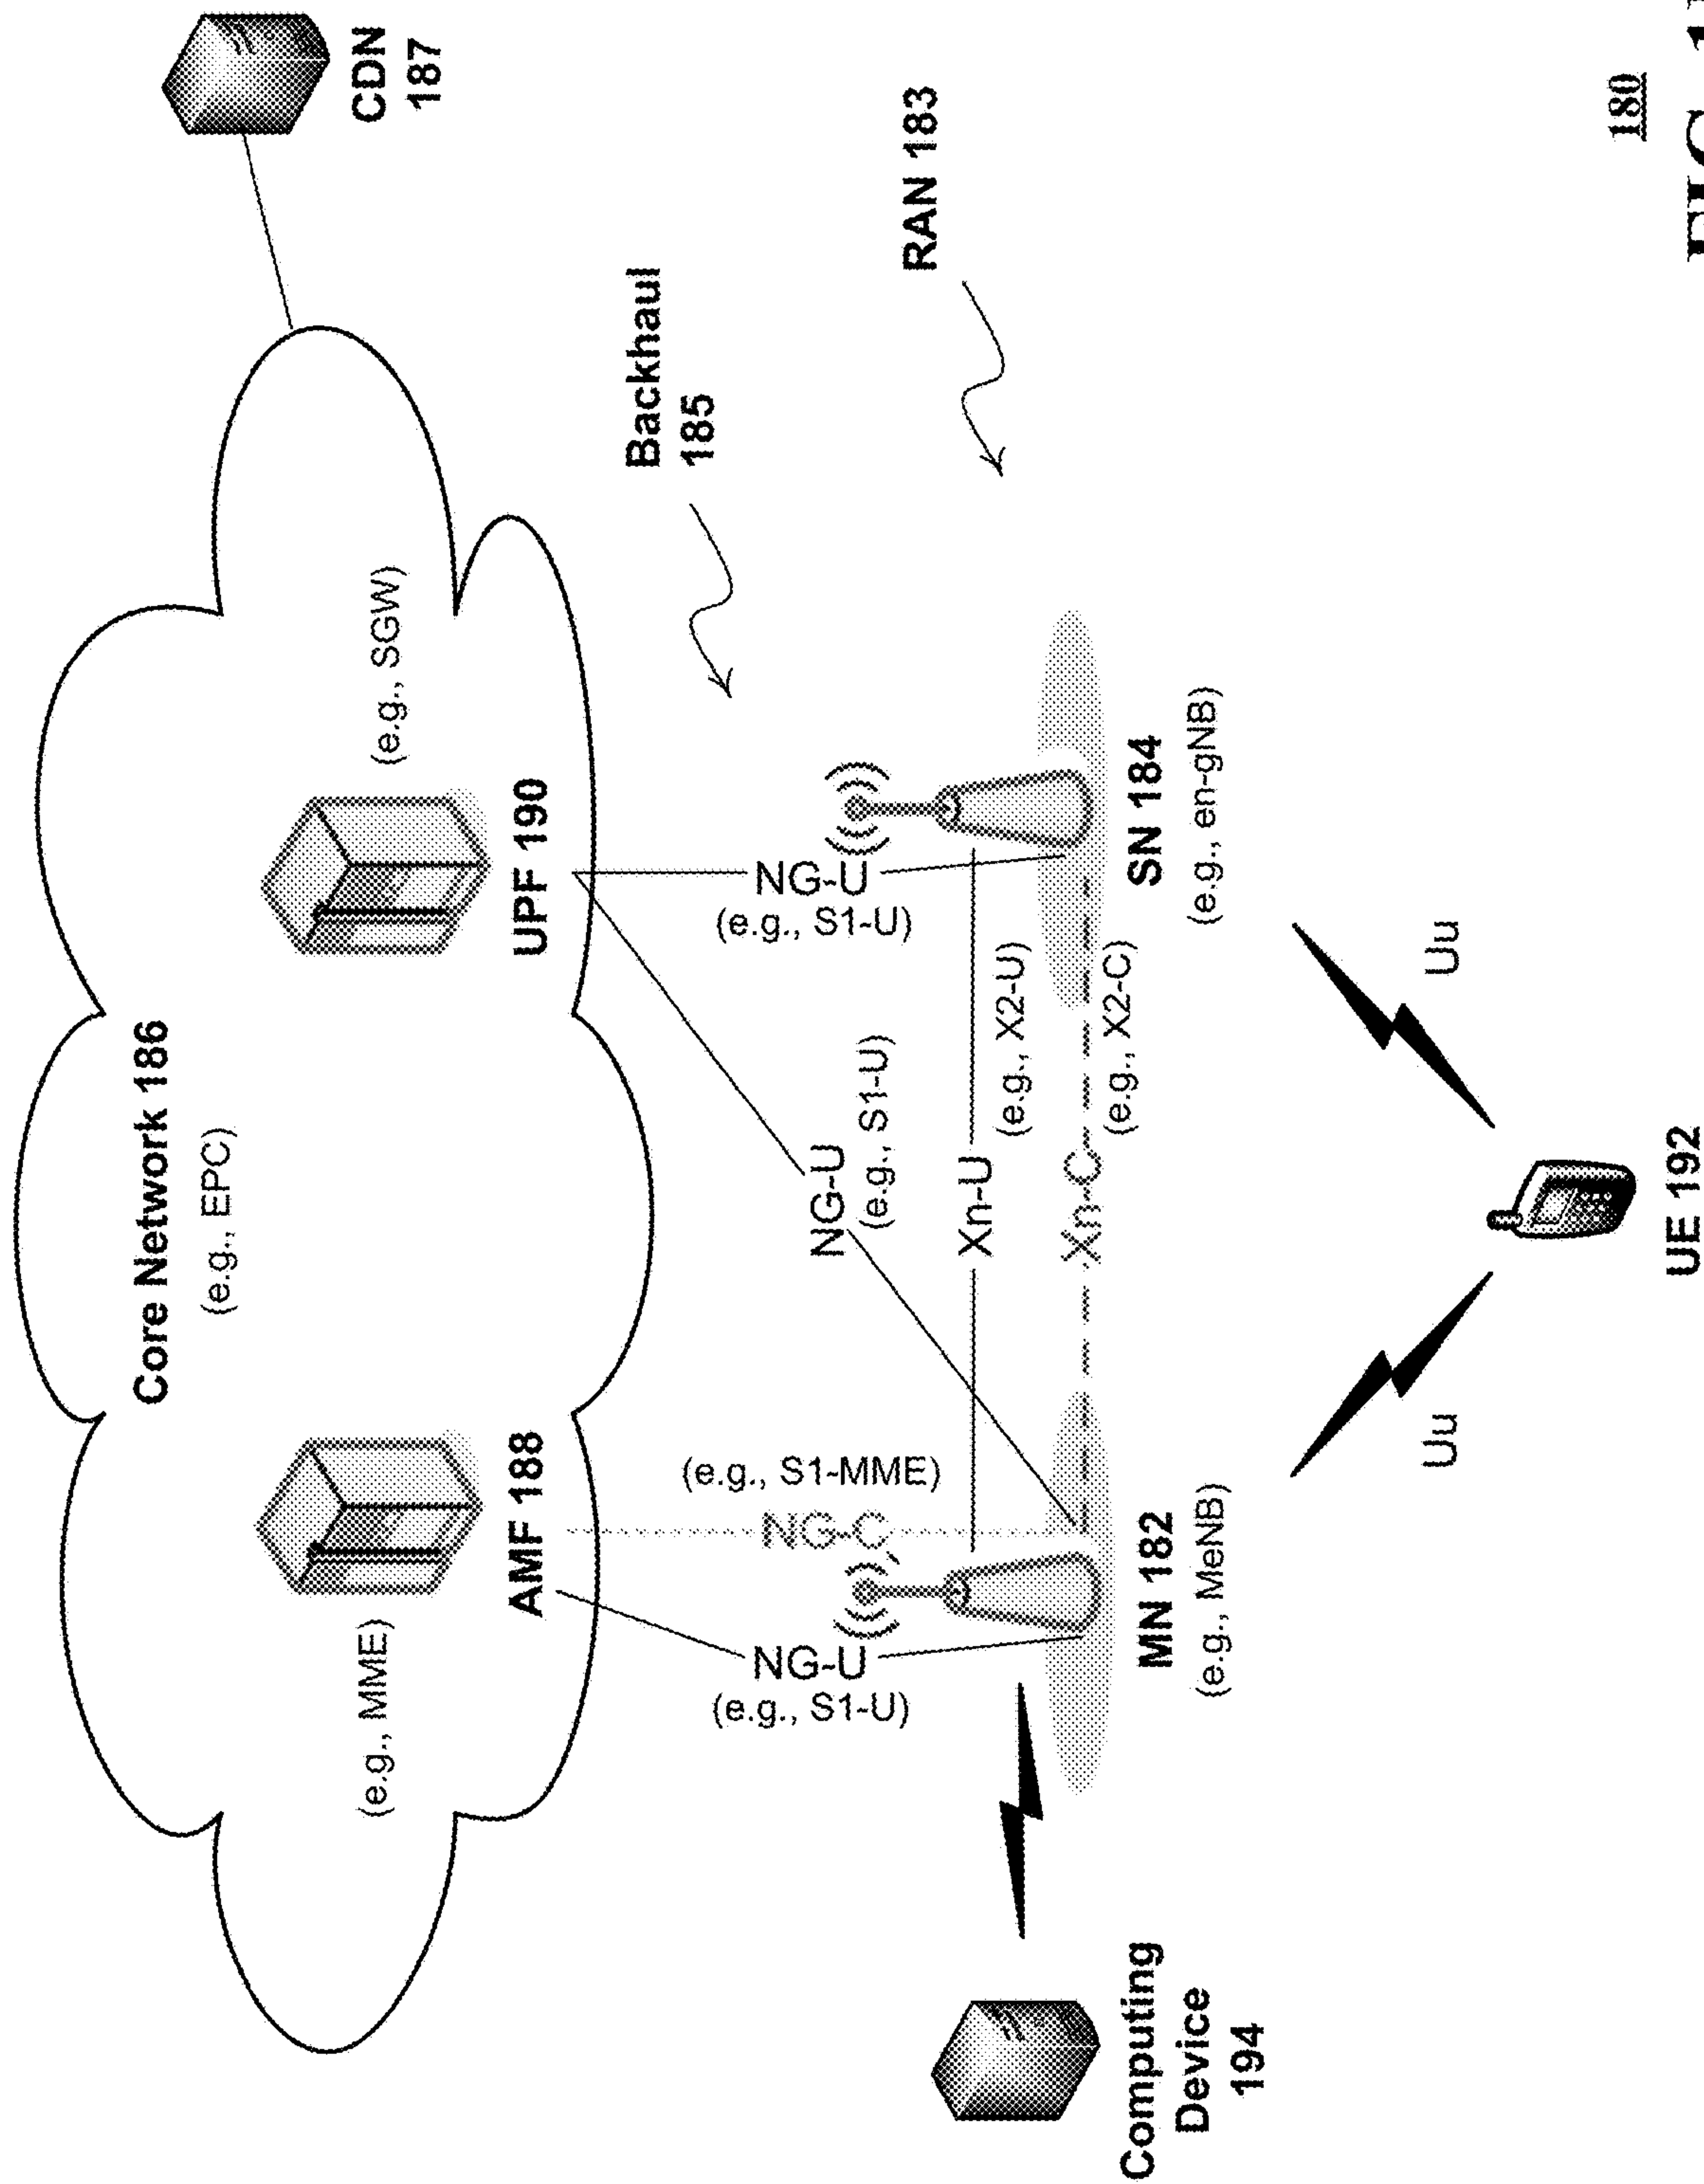 Core Network 186
(e.g., EPC)
CDN
187
(e.g., MME)
AMF 188
(e.g., SGW)
UPF 190
Backhaul
185
NG-U
(e.g., S1-U)
(e.g., S1-MME)
NG-C
NG-U
(e.g., S1-U)
NG-U
(e.g., S1-U)
RAN 183
Xn-U
(e.g., X2-U)
Xn-C
(e.g., X2-C)
Computing
Device
194
MN 182
(e.g., MeNB)
SN 184
(e.g., en-gNB)
Uu
Uu
UE 192
180